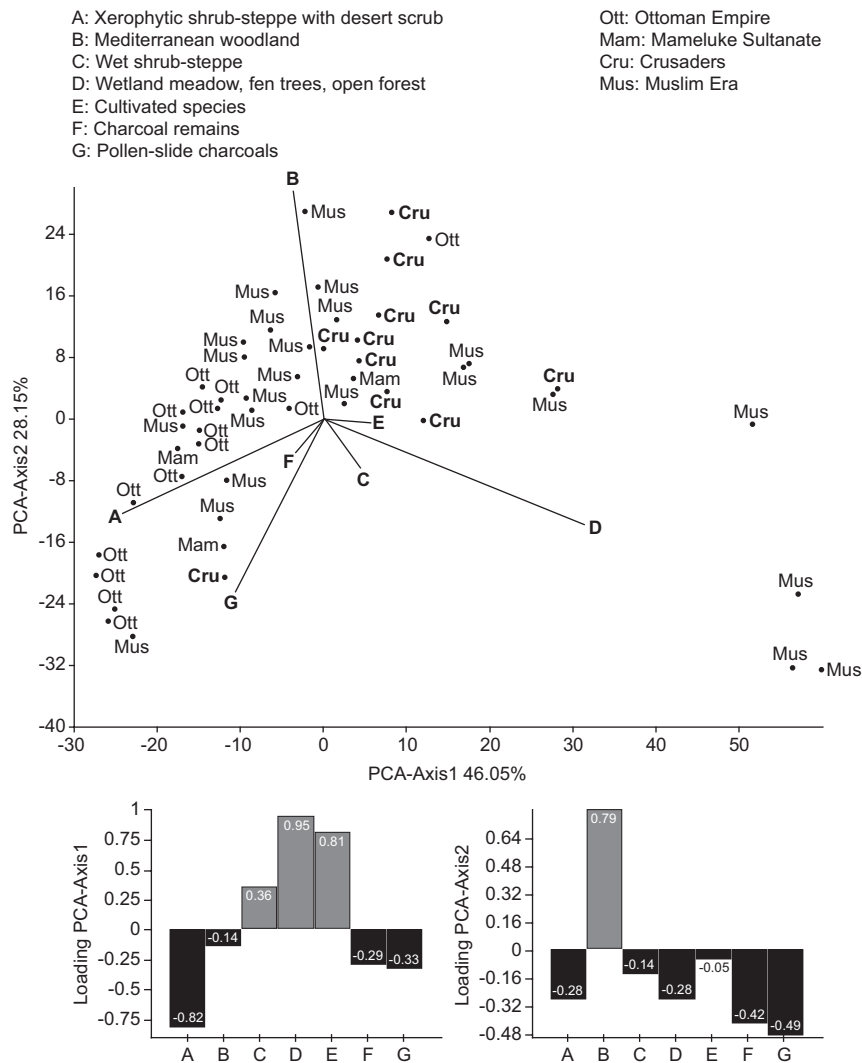 A: Xerophytic shrub-steppe with desert scrub
B: Mediterranean woodland
C: Wet shrub-steppe
D: Wetland meadow, fen trees, open forest
E: Cultivated species
F: Charcoal remains
G: Pollen-slide charcoals
Ott: Ottoman Empire
Mam: Mameluke Sultanate
Cru: Crusaders
Mus: Muslim Era
B
Mus
Cru
Ott
Cru
Mus
Mus
Mus
Cru
Cru
Mus
Cru
Mus
Mus
Mus
Cru
Cru
Mus
Mus
Ott
Mus
Mam
Cru
Mus
Cru
Mus
Ott
Ott
Mus
Ott
Mus
Cru
Mus
E
Mus
Ott
Ott
Mam
F
C
Ott
Mus
Ott
A
Mus
D
Mam
Cru
G
Ott
Ott
Ott
Ott
Mus
Mus
Mus
Mus
24
16
8
0
-8
-16
-24
-32
-40
PCA-Axis2 28.15%
-30
-20
-10
0
10
20
30
40
50
PCA-Axis1 46.05%
1
0.75
0.5
0.25
0
-0.25
-0.5
-0.75
Loading PCA-Axis1
-0.82
-0.14
0.36
0.95
0.81
-0.29
-0.33
A B C D E F G
0.64
0.48
0.32
0.16
0
-0.16
-0.32
-0.48
Loading PCA-Axis2
-0.28
0.79
-0.14
-0.28
-0.05
-0.42
-0.49
A B C D E F G